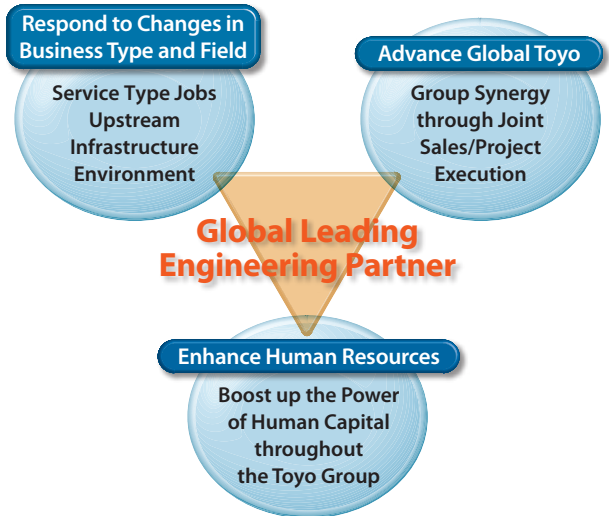 Respond to Changes in
Business Type and Field
Service Type Jobs
Upstream
Infrastructure
Environment
Advance Global Toyo
Group Synergy
through Joint
Sales/Project
Execution
Global Leading
Engineering Partner
Enhance Human Resources
Boost up the Power
of Human Capital
throughout
the Toyo Group